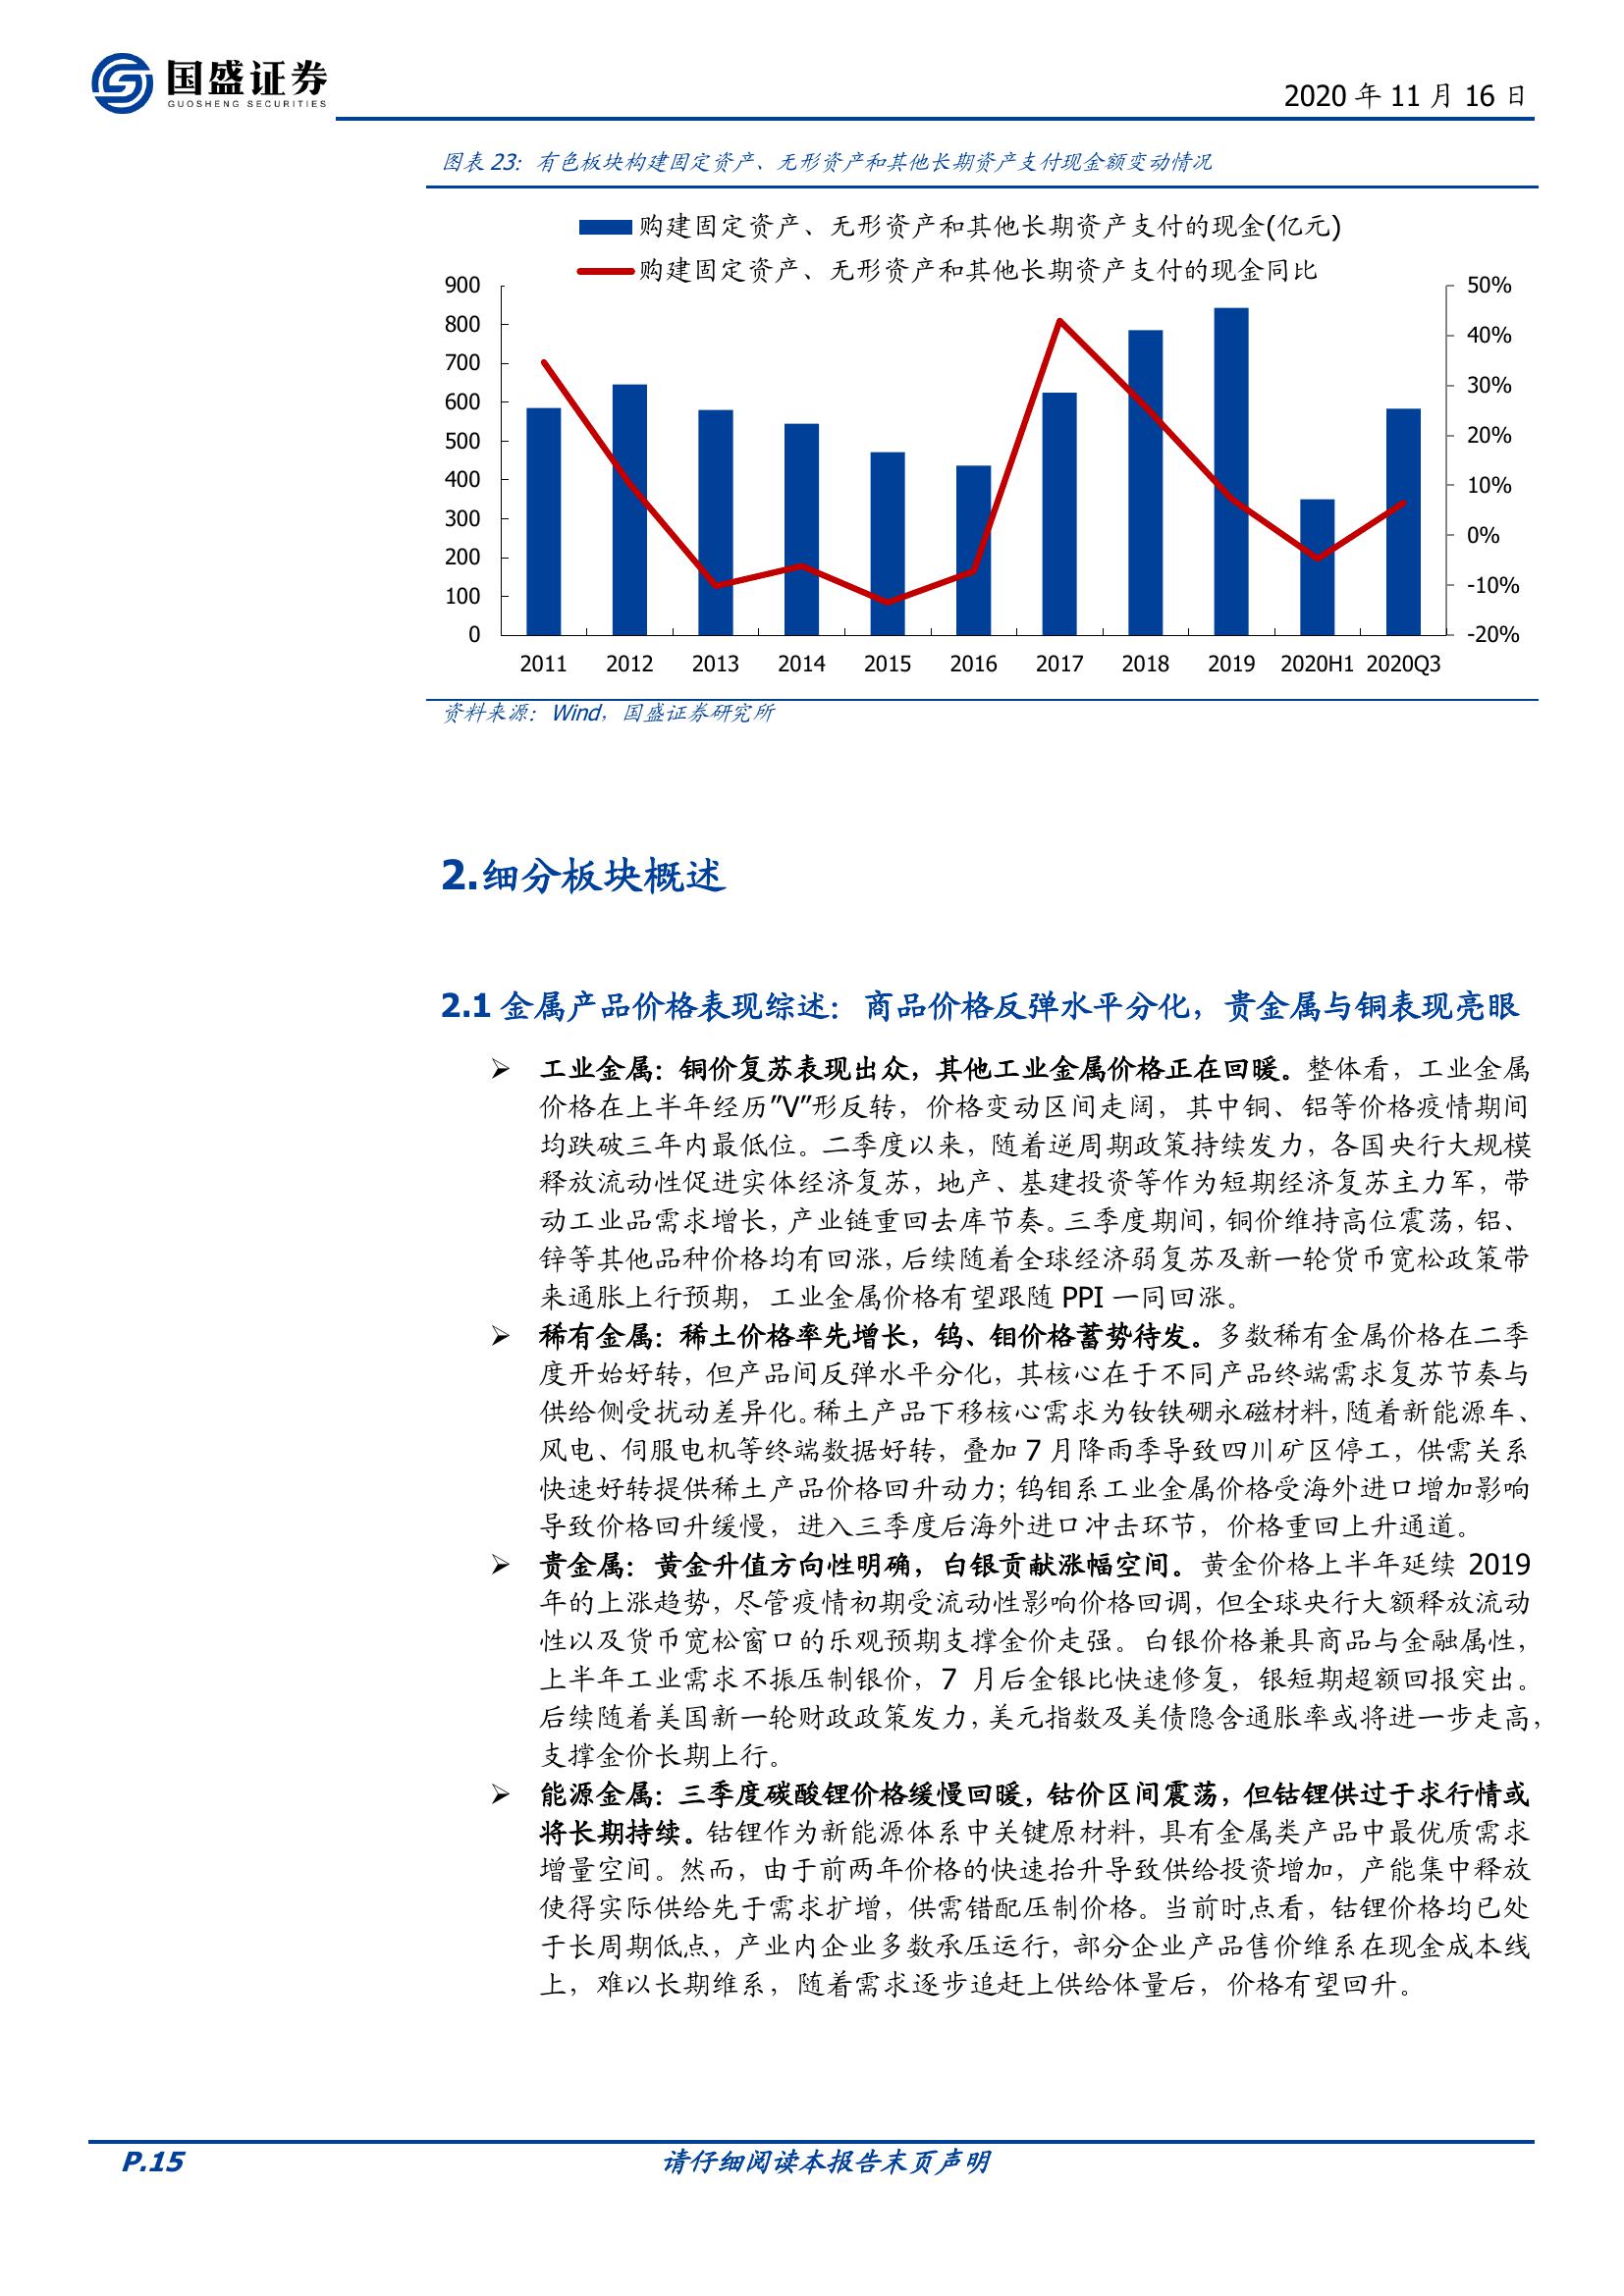 国盛证券
GUOSHENG SECURITIES
2020 年 11 月 16 日
图表 23：有色板块构建固定资产、无形资产和其他长期资产支付现金额变动情况
购建固定资产、无形资产和其他长期资产支付的现金(亿元)
购建固定资产、无形资产和其他长期资产支付的现金同比
900
800
700
600
500
400
300
200
100
0
50%
40%
30%
20%
10%
0%
-10%
-20%
2011 2012 2013 2014 2015 2016 2017 2018 2019 2020H1 2020Q3
资料来源：Wind，国盛证券研究所
2.细分板块概述
2.1 金属产品价格表现综述：商品价格反弹水平分化，贵金属与铜表现亮眼
➢ 工业金属：铜价复苏表现出众，其他工业金属价格正在回暖。整体看，工业金属
价格在上半年经历"V"形反转，价格变动区间走阔，其中铜、铝等价格疫情期间
均跌破三年内最低位。二季度以来，随着逆周期政策持续发力，各国央行大规模
释放流动性促进实体经济复苏，地产、基建投资等作为短期经济复苏主力军，带
动工业品需求增长，产业链重回去库节奏。三季度期间，铜价维持高位震荡，铝、
锌等其他品种价格均有回涨，后续随着全球经济弱复苏及新一轮货币宽松政策带
来通胀上行预期，工业金属价格有望跟随 PPI 一同回涨。
➢ 稀有金属：稀土价格率先增长，钨、钼价格蓄势待发。多数稀有金属价格在二季
度开始好转，但产品间反弹水平分化，其核心在于不同产品终端需求复苏节奏与
供给侧受扰动差异化。稀土产品下移核心需求为钕铁硼永磁材料，随着新能源车、
风电、伺服电机等终端数据好转，叠加 7 月降雨季导致四川矿区停工，供需关系
快速好转提供稀土产品价格回升动力；钨钼系工业金属价格受海外进口增加影响
导致价格回升缓慢，进入三季度后海外进口冲击环节，价格重回上升通道。
➢ 贵金属：黄金升值方向性明确，白银贡献涨幅空间。黄金价格上半年延续 2019
年的上涨趋势，尽管疫情初期受流动性影响价格回调，但全球央行大额释放流动
性以及货币宽松窗口的乐观预期支撑金价走强。白银价格兼具商品与金融属性，
上半年工业需求不振压制银价，7 月后金银比快速修复，银短期超额回报突出。
后续随着美国新一轮财政政策发力，美元指数及美债隐含通胀率或将进一步走高，
支撑金价长期上行。
➢ 能源金属：三季度碳酸锂价格缓慢回暖，钴价区间震荡，但钴锂供过于求行情或
将长期持续。钴锂作为新能源体系中关键原材料，具有金属类产品中最优质需求
增量空间。然而，由于前两年价格的快速抬升导致供给投资增加，产能集中释放
使得实际供给先于需求扩增，供需错配压制价格。当前时点看，钴锂价格均已处
于长周期低点，产业内企业多数承压运行，部分企业产品售价维系在现金成本线
上，难以长期维系，随着需求逐步追赶上供给体量后，价格有望回升。
P.15
请仔细阅读本报告末页声明